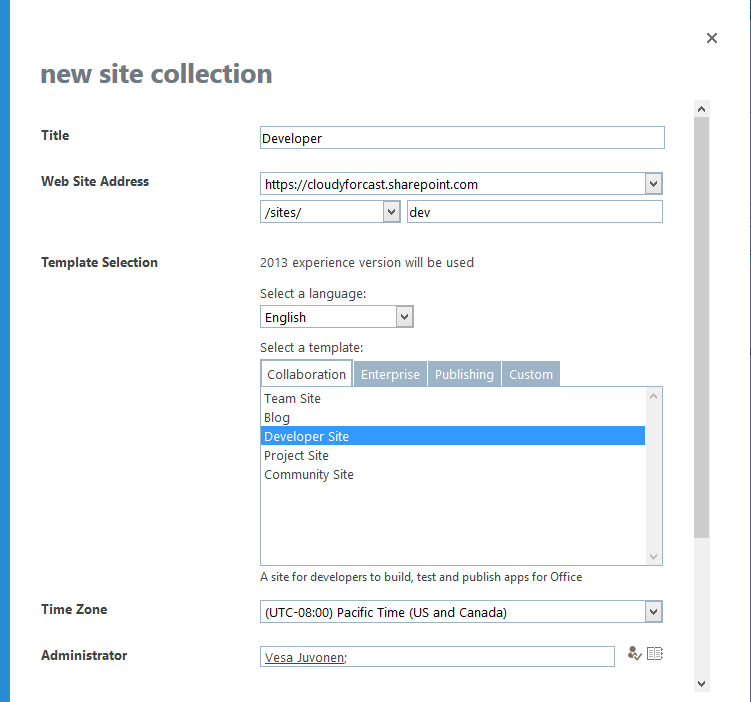 new site collection
Title
Developer
Web Site Address
https://cloudyforcast.sharepoint.com
/sites/
dev
Template Selection
2013 experience version will be used
Select a language:
English
Select a template:
Collaboration Enterprise Publishing Custom
Team Site
Blog
Developer Site
Project Site
Community Site
A site for developers to build, test and publish apps for Office
Time Zone
(UTC-08:00) Pacific Time (US and Canada)
Administrator
Vesa Juvonen;